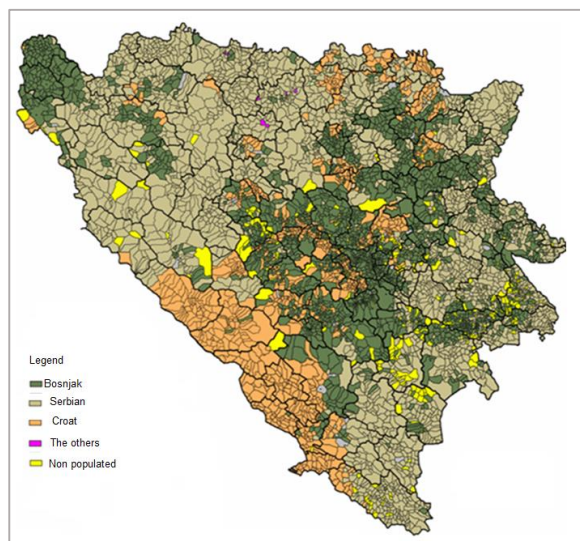 Legend
Bosnjak
Serbian
Croat
The others
Non populated